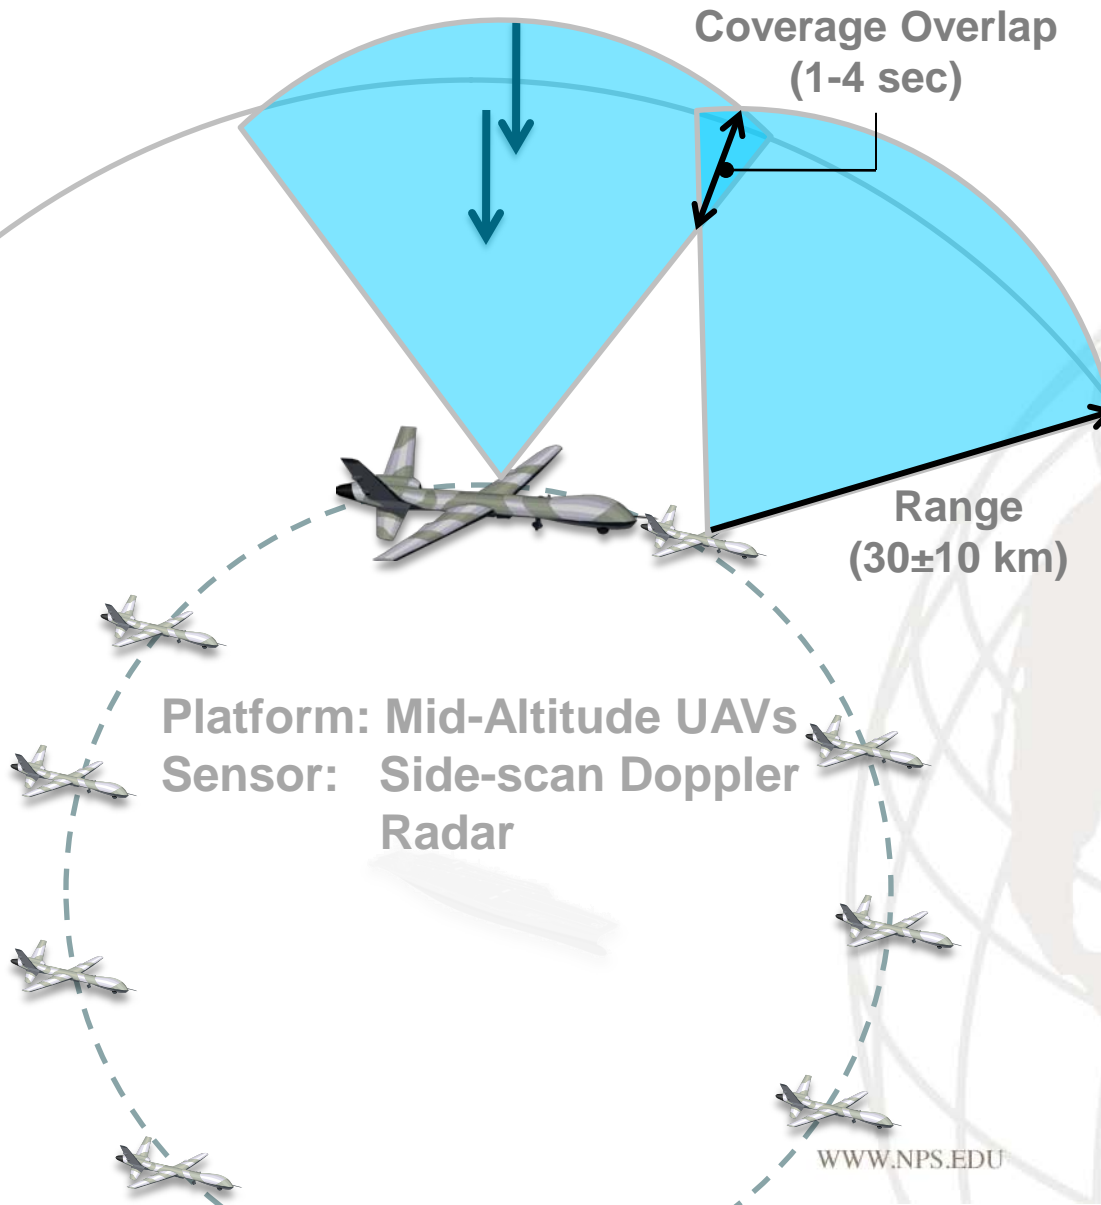 Coverage Overlap
(1-4 sec)
Range
(30±10 km)
Platform: Mid-Altitude UAVs
Sensor: Side-scan Doppler
Radar
WWW.NPS.EDU